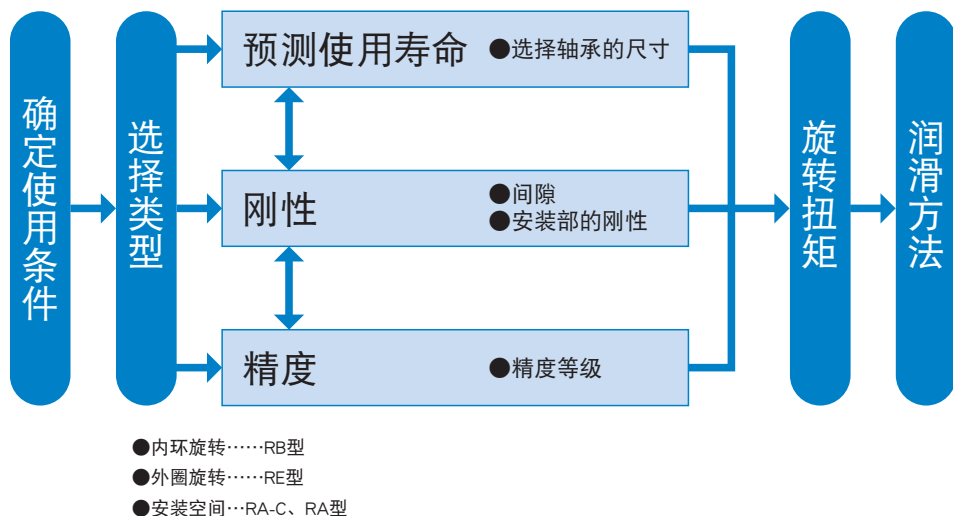 确定使用条件
选择类型
预测使用寿命 ●选择轴承的尺寸
刚性 ●间隙
●安装部的刚性
精度 ●精度等级
旋转扭矩
润滑方法
●内环旋转……RB型
●外圈旋转……RE型
●安装空间…RA-C、RA型